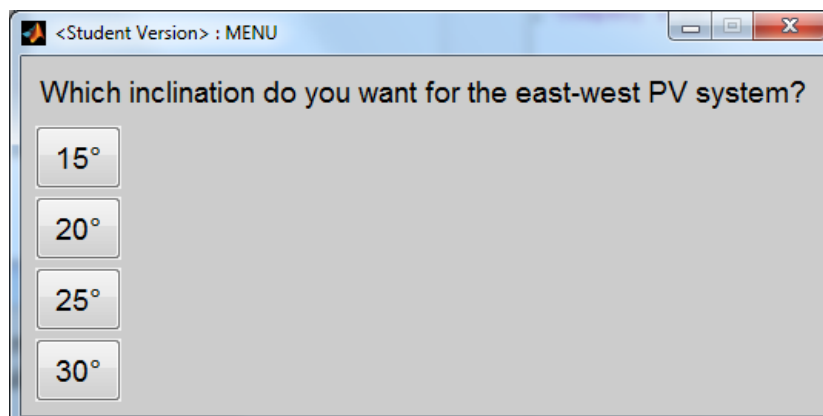 <Student Version> : MENU
Which inclination do you want for the east-west PV system?
15°
20°
25°
30°